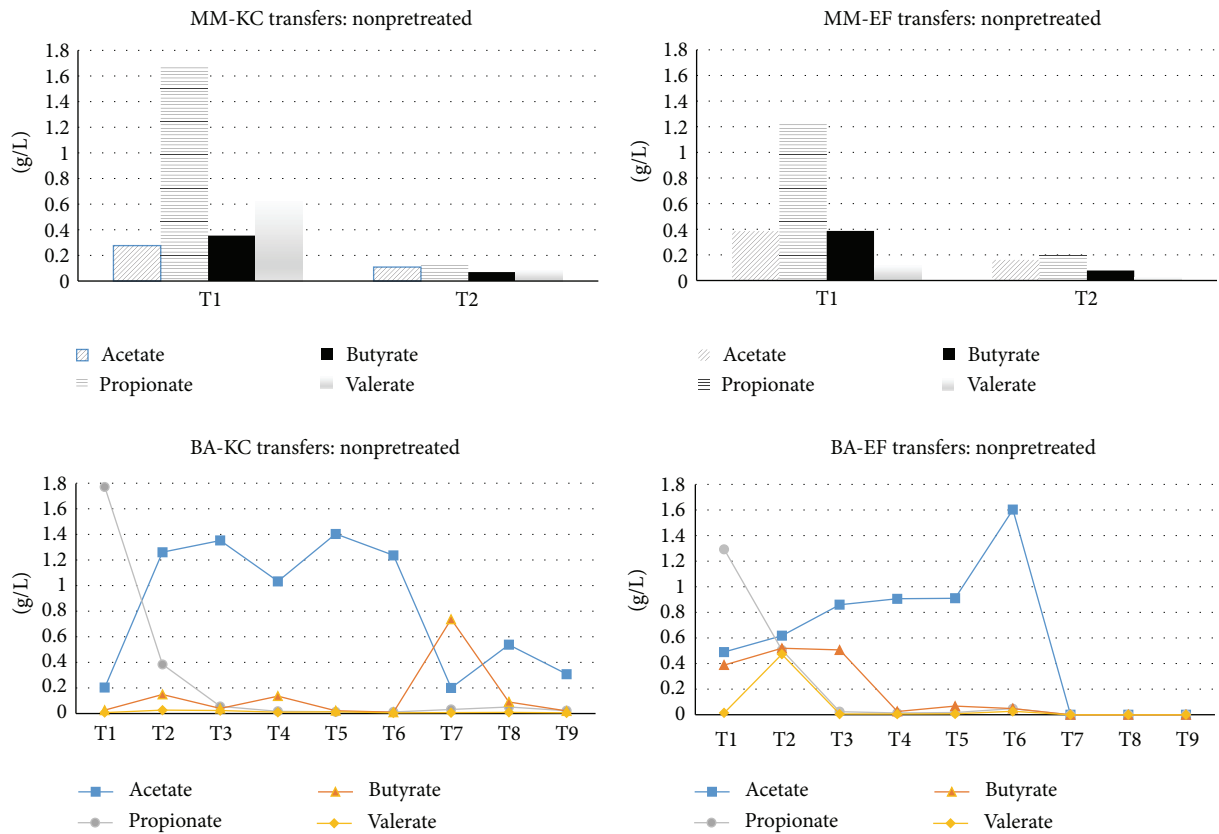 MM-KC transfers: nonpretreated
1.8
1.6
1.4
1.2
1
0.8
0.6
0.4
0.2
0
(g/L)
T1 T2
Acetate Butyrate
Propionate Valerate
MM-EF transfers: nonpretreated
1.8
1.6
1.4
1.2
1
0.8
0.6
0.4
0.2
0
(g/L)
T1 T2
Acetate Butyrate
Propionate Valerate
BA-KC transfers: nonpretreated
1.8
1.6
1.4
1.2
1
0.8
0.6
0.4
0.2
0
(g/L)
T1 T2 T3 T4 T5 T6 T7 T8 T9
Acetate Butyrate
Propionate Valerate
BA-EF transfers: nonpretreated
1.8
1.6
1.4
1.2
1
0.8
0.6
0.4
0.2
0
(g/L)
T1 T2 T3 T4 T5 T6 T7 T8 T9
Acetate Butyrate
Propionate Valerate